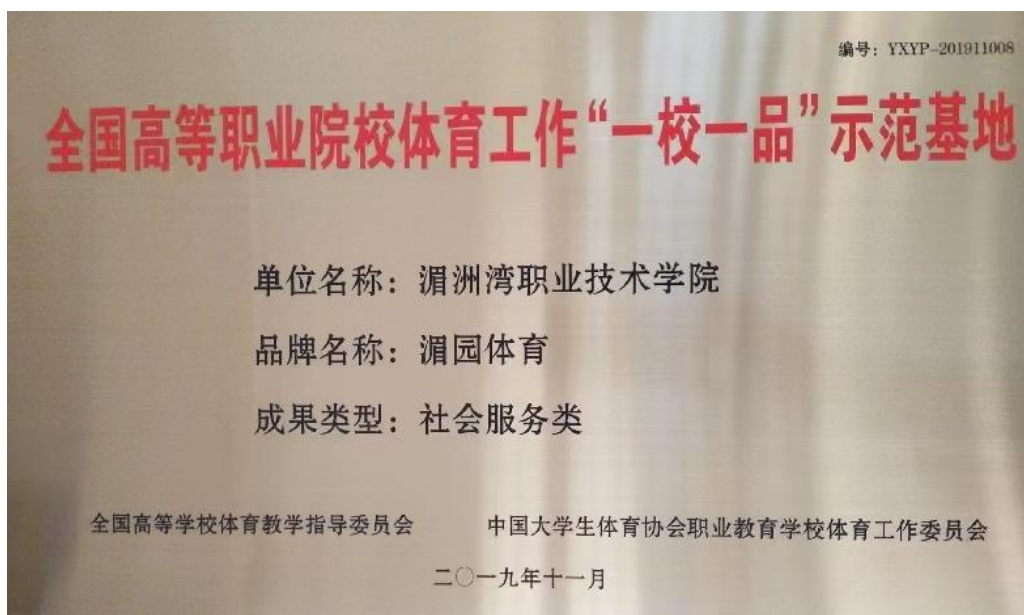 编号：YXYP-201911008
全国高等职业院校体育工作“一校一品”示范基地
单位名称：湄洲湾职业技术学院
品牌名称：湄园体育
成果类型：社会服务类
全国高等学校体育教学指导委员会 中国大学生体育协会职业教育学校体育工作委员会
二〇一九年十一月